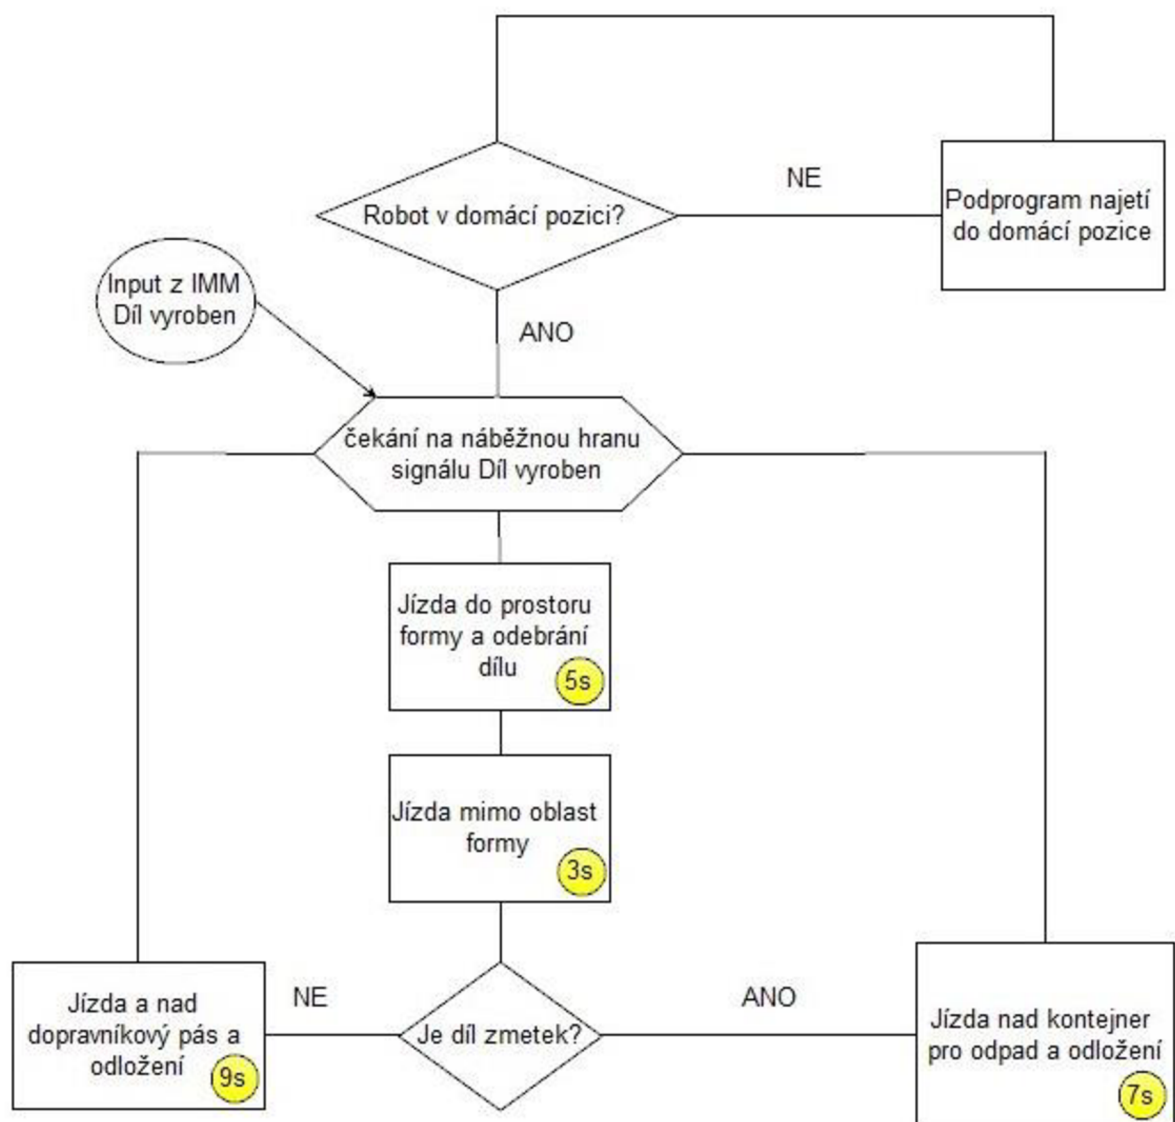 NE
Podprogram najetí
do domácí pozice
Robot v domácí pozici?
Input z IMM
Díl vyroben
ANO
čekání na náběžnou hranu
signálu Díl vyroben
Jízda do prostoru
formy a odebrání
dílu
5s
Jízda mimo oblast
formy
3s
NE
ANO
Jízda a nad
dopravníkový pás a
odložení
9s
Je díl zmetek?
Jízda nad kontejner
pro odpad a odložení
7s